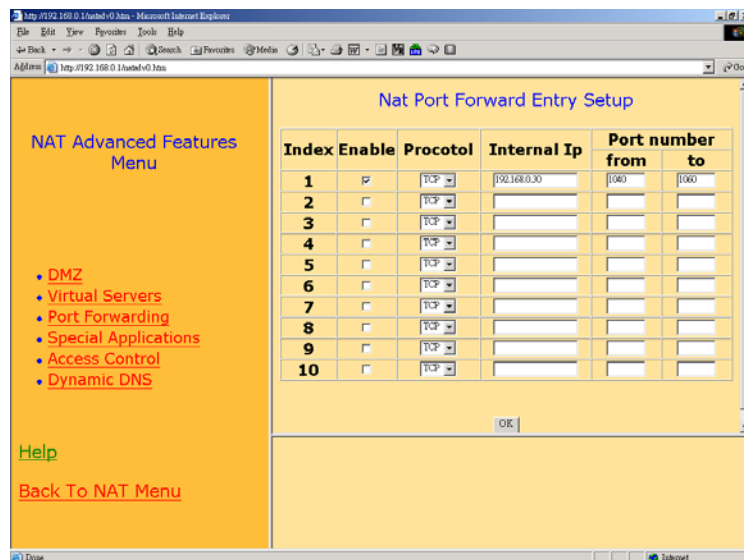 http://192.168.0.1/natadv0.htm - Microsoft Internet Explorer
File Edit View Favorites Tools Help
Back Search Favorites Media
Address http://192.168.0.1/natadv0.htm Go
NAT Advanced Features
Menu
DMZ
Virtual Servers
Port Forwarding
Special Applications
Access Control
Dynamic DNS
Help
Back To NAT Menu
Nat Port Forward Entry Setup
Index Enable Procotol Internal Ip Port number
from to
1 TCP 192.168.0.30 1040 1060
2 TCP
3 TCP
4 TCP
5 TCP
6 TCP
7 TCP
8 TCP
9 TCP
10 TCP
OK
Done Internet